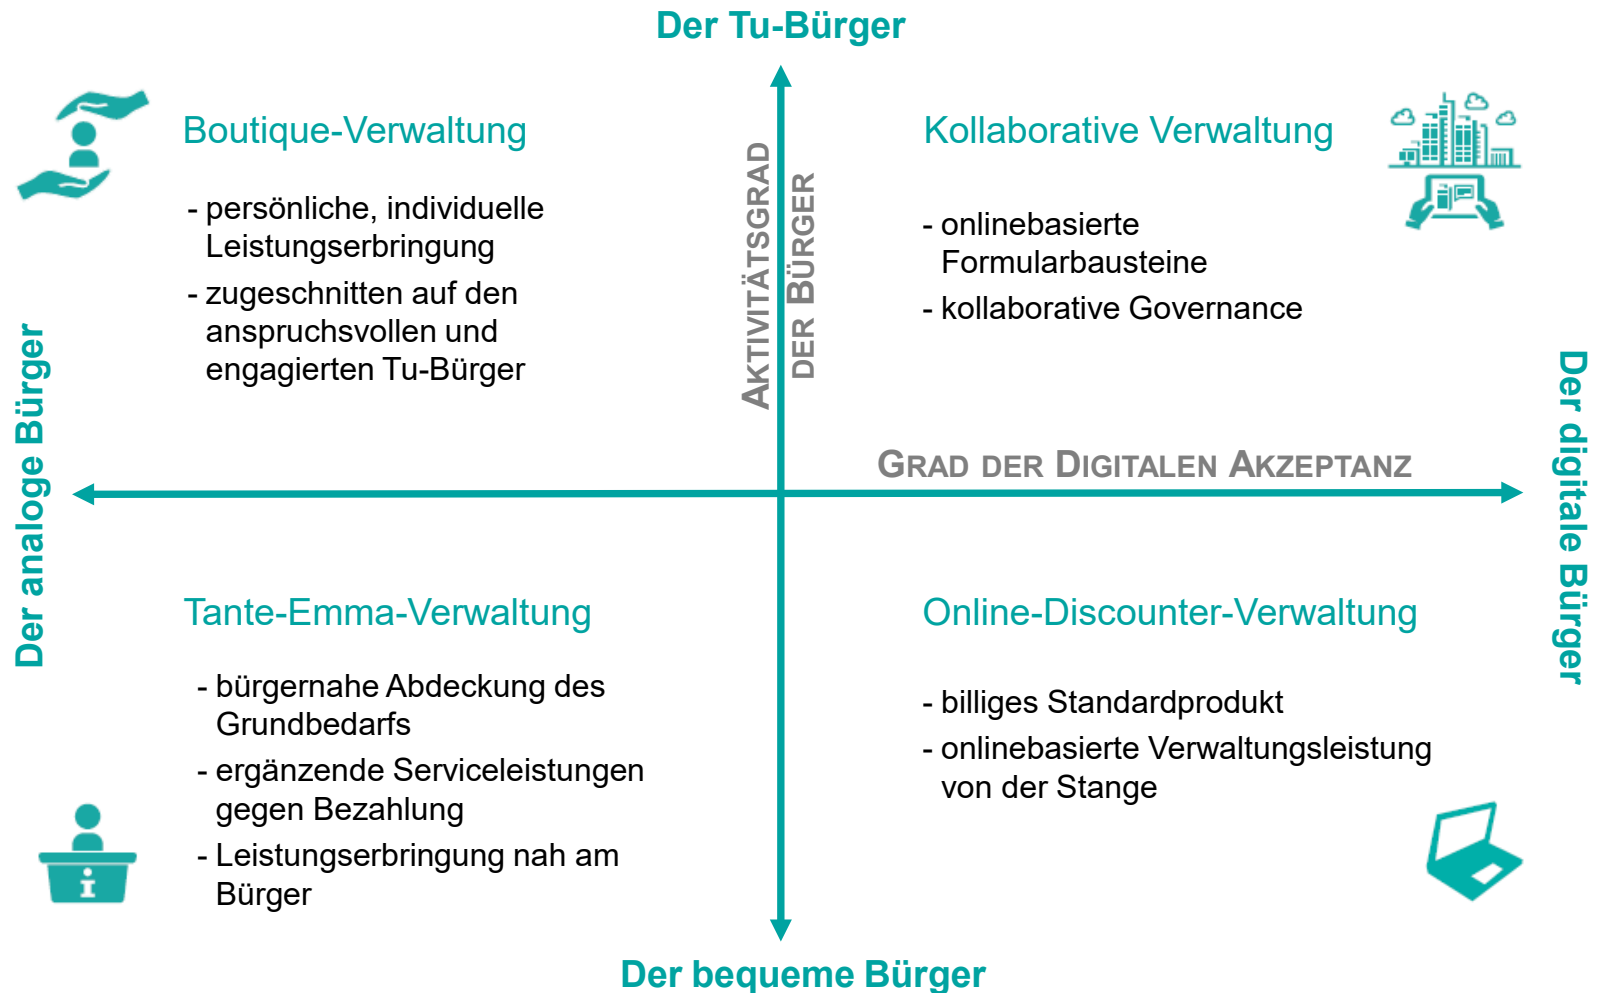 Der Tu-Bürger
Boutique-Verwaltung
- persönliche, individuelle
Leistungserbringung
- zugeschnitten auf den
anspruchsvollen und
engagierten Tu-Bürger
AKTIVITÄTSGRAD
DER BÜRGER
Kollaborative Verwaltung
- onlinebasierte
Formularbausteine
- kollaborative Governance
Der analoge Bürger
GRAD DER DIGITALEN AKZEPTANZ
Der digitale Bürger
Tante-Emma-Verwaltung
- bürgernahe Abdeckung des
Grundbedarfs
- ergänzende Serviceleistungen
gegen Bezahlung
- Leistungserbringung nah am
Bürger
i
Online-Discounter-Verwaltung
- billiges Standardprodukt
- onlinebasierte Verwaltungsleistung
von der Stange
Der bequeme Bürger